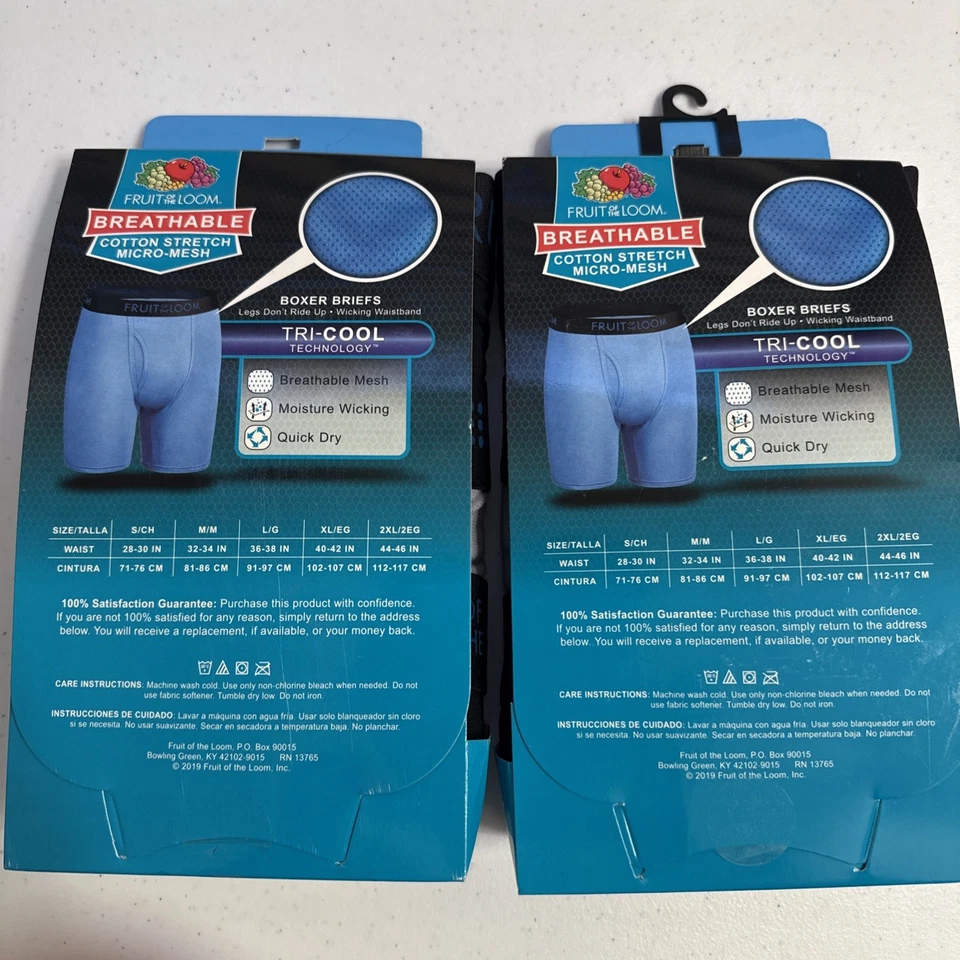 FRUIT OF THE LOOM
BREATHABLE
COTTON STRETCH
MICRO-MESH
BOXER BRIEFS
Legs Don't Ride Up • Wicking Waistband
FRUIT OF THE LOOM
TRI-COOL
TECHNOLOGY™
Breathable Mesh
Moisture Wicking
Quick Dry
SIZE/TALLA S/CH M/M L/G XL/EG 2XL/2EG
WAIST 28-30 IN 32-34 IN 36-38 IN 40-42 IN 44-46 IN
CINTURA 71-76 CM 81-86 CM 91-97 CM 102-107 CM 112-117 CM
100% Satisfaction Guarantee: Purchase this product with confidence.
If you are not 100% satisfied for any reason, simply return to the address
below. You will receive a replacement, if available, or your money back.
CARE INSTRUCTIONS: Machine wash cold. Use only non-chlorine bleach when needed. Do not
use fabric softener. Tumble dry low. Do not iron.
INSTRUCCIONES DE CUIDADO: Lavar a máquina con agua fria. Usar solo blanqueador sin cloro
si se necesita. No usar suavizante. Secar en secadora a temperatura baja. No planchar.
Fruit of the Loom, P.O. Box 90015
Bowling Green, KY 42102-9015 RN 13765
© 2019 Fruit of the Loom, Inc.
FRUIT OF THE LOOM
BREATHABLE
COTTON STRETCH
MICRO-MESH
BOXER BRIEFS
Legs Don't Ride Up • Wicking Waistband
FRUIT OF THE LOOM
TRI-COOL
TECHNOLOGY™
Breathable Mesh
Moisture Wicking
Quick Dry
SIZE/TALLA S/CH M/M L/G XL/EG 2XL/2EG
WAIST 28-30 IN 32-34 IN 36-38 IN 40-42 IN 44-46 IN
CINTURA 71-76 CM 81-86 CM 91-97 CM 102-107 CM 112-117 CM
100% Satisfaction Guarantee: Purchase this product with confidence.
If you are not 100% satisfied for any reason, simply return to the address
below. You will receive a replacement, if available, or your money back.
CARE INSTRUCTIONS: Machine wash cold. Use only non-chlorine bleach when needed. Do not
use fabric softener. Tumble dry low. Do not iron.
INSTRUCCIONES DE CUIDADO: Lavar a máquina con agua fria. Usar solo blanqueador sin cloro
si se necesita. No usar suavizante. Secar en secadora a temperatura baja. No planchar.
Fruit of the Loom, P.O. Box 90015
Bowling Green, KY 42102-9015 RN 13765
© 2019 Fruit of the Loom, Inc.